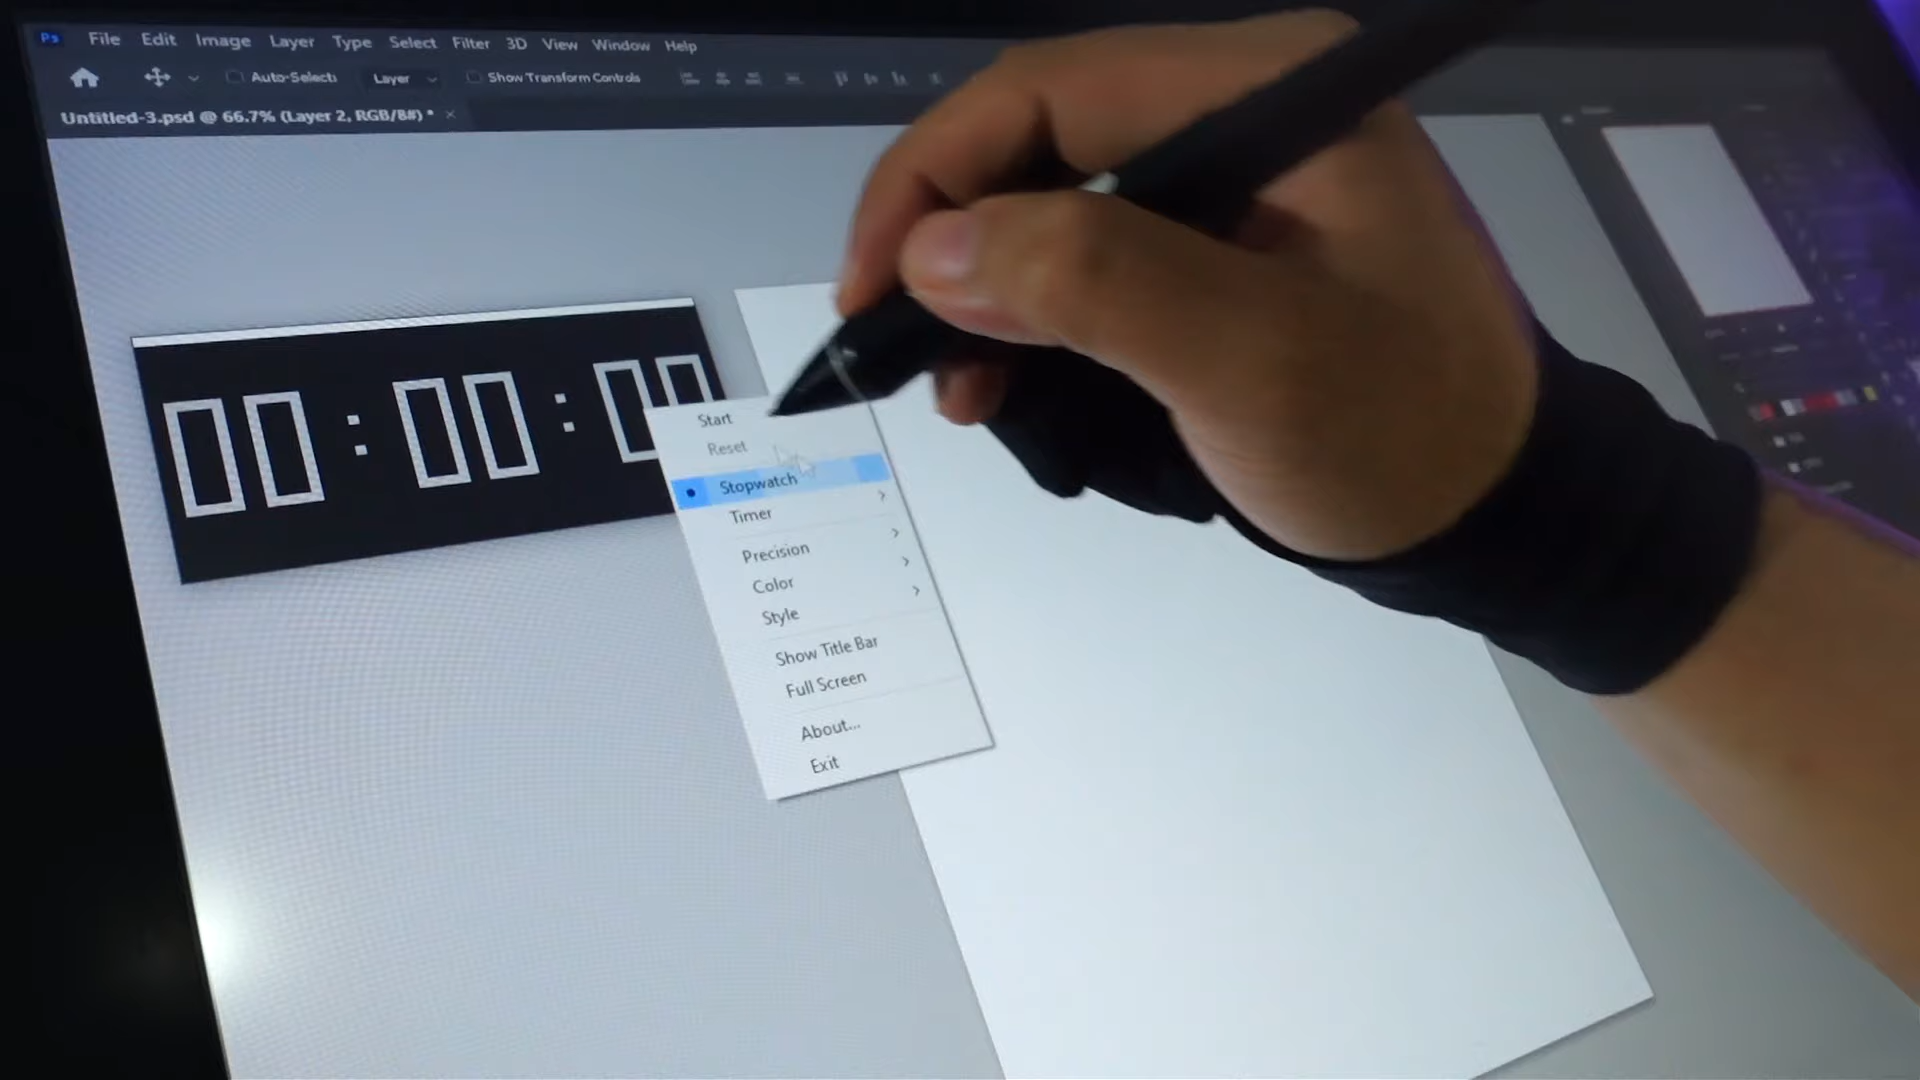 Ps File Edit Image Layer Type Select Filter 3D View Window Help
Auto-Select: Layer Show Transform Controls
Untitled-3.psd @ 66.7% (Layer 2, RGB/8#) * ×
00:00:00
Start
Reset
Stopwatch
Timer
Precision
Color
Style
Show Title Bar
Full Screen
About...
Exit